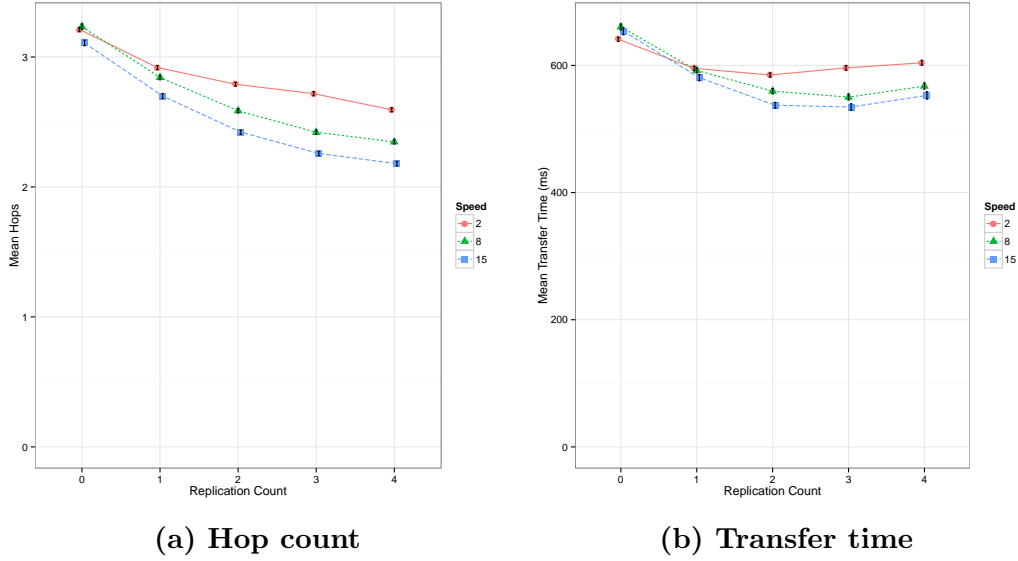 3
2
1
0
Mean Hops
0 1 2 3 4
Replication Count
Speed
2
8
15
(a) Hop count
600
400
200
0
Mean Transfer Time (ms)
0 1 2 3 4
Replication Count
Speed
2
8
15
(b) Transfer time